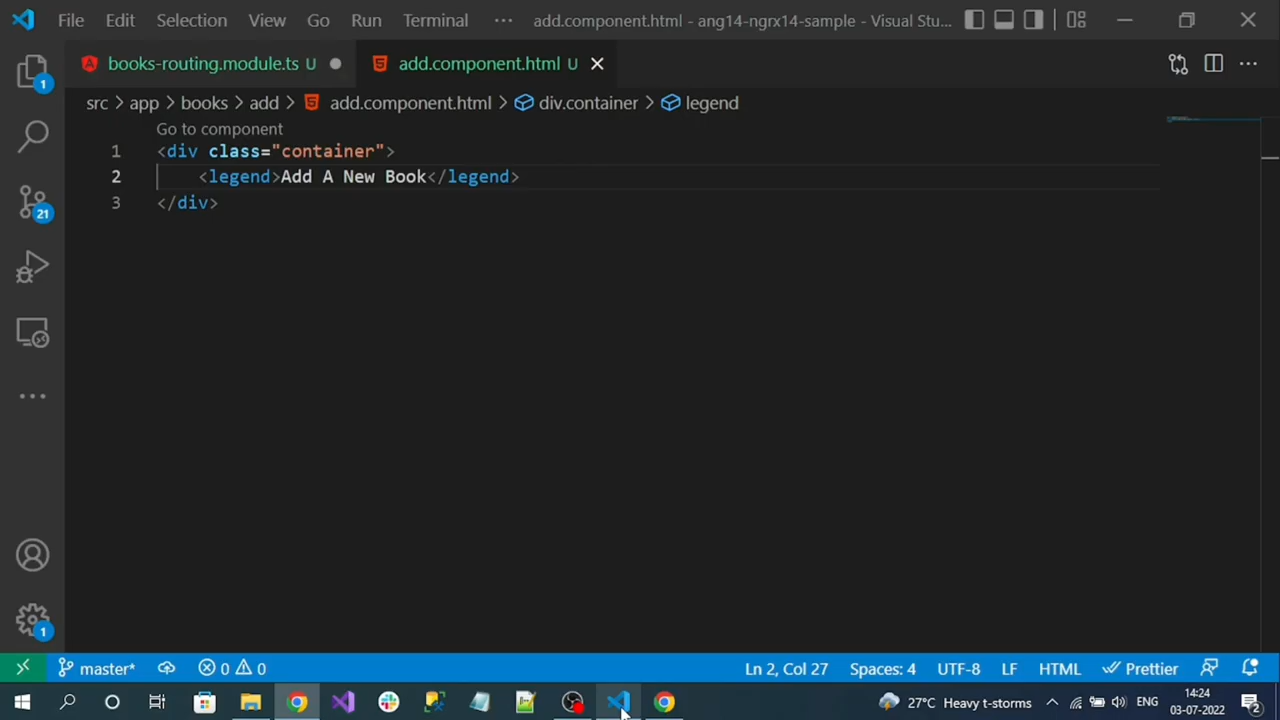 File Edit Selection View Go Run Terminal ··· add.component.html - ang14-ngrx14-sample - Visual Stu...
books-routing.module.ts U add.component.html U
src > app > books > add > add.component.html > div.container > legend
Go to component
1 <div class="container">
2 <legend>Add A New Book</legend>
3 </div>
1
21
1
master* 0 0 Ln 2, Col 27 Spaces: 4 UTF-8 LF HTML Prettier
27°C Heavy t-storms ENG 14:24
03-07-2022 2